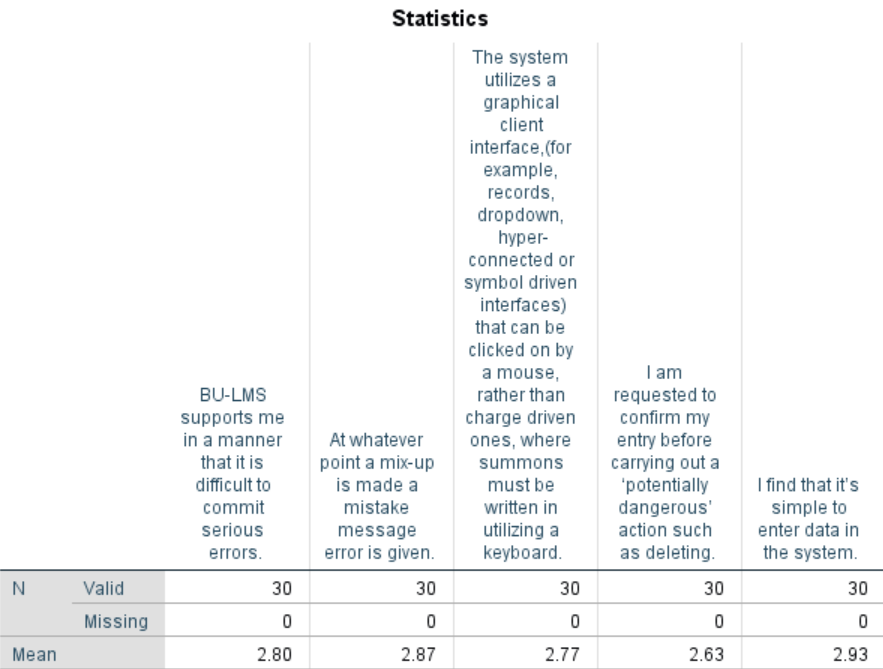 Statistics
BU-LMS
supports me
in a manner
that it is
difficult to
commit
serious
errors.
At whatever
point a mix-up
is made a
mistake
message
error is given.
The system
utilizes a
graphical
client
interface,(for
example,
records,
dropdown,
hyper-
connected or
symbol driven
interfaces)
that can be
clicked on by
a mouse,
rather than
charge driven
ones, where
summons
must be
written in
utilizing a
keyboard.
I am
requested to
confirm my
entry before
carrying out a
‘potentially
dangerous’
action such
as deleting.
I find that it’s
simple to
enter data in
the system.
N Valid 30 30 30 30 30
Missing 0 0 0 0 0
Mean 2.80 2.87 2.77 2.63 2.93